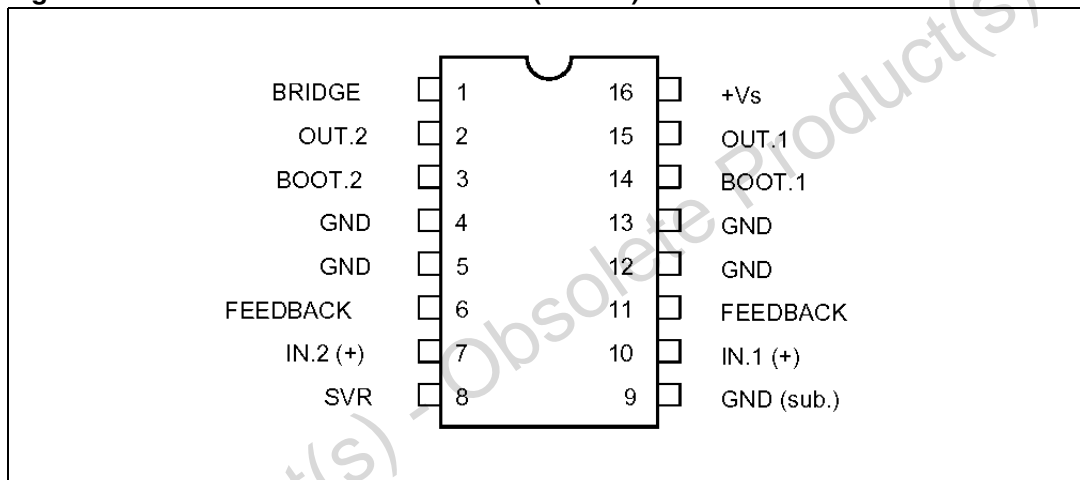 BRIDGE 1 16 +Vs
OUT.2 2 15 OUT.1
BOOT.2 3 14 BOOT.1
GND 4 13 GND
GND 5 12 GND
FEEDBACK 6 11 FEEDBACK
IN.2 (+) 7 10 IN.1 (+)
SVR 8 9 GND (sub.)
t(s) - Obsolete Product(s)